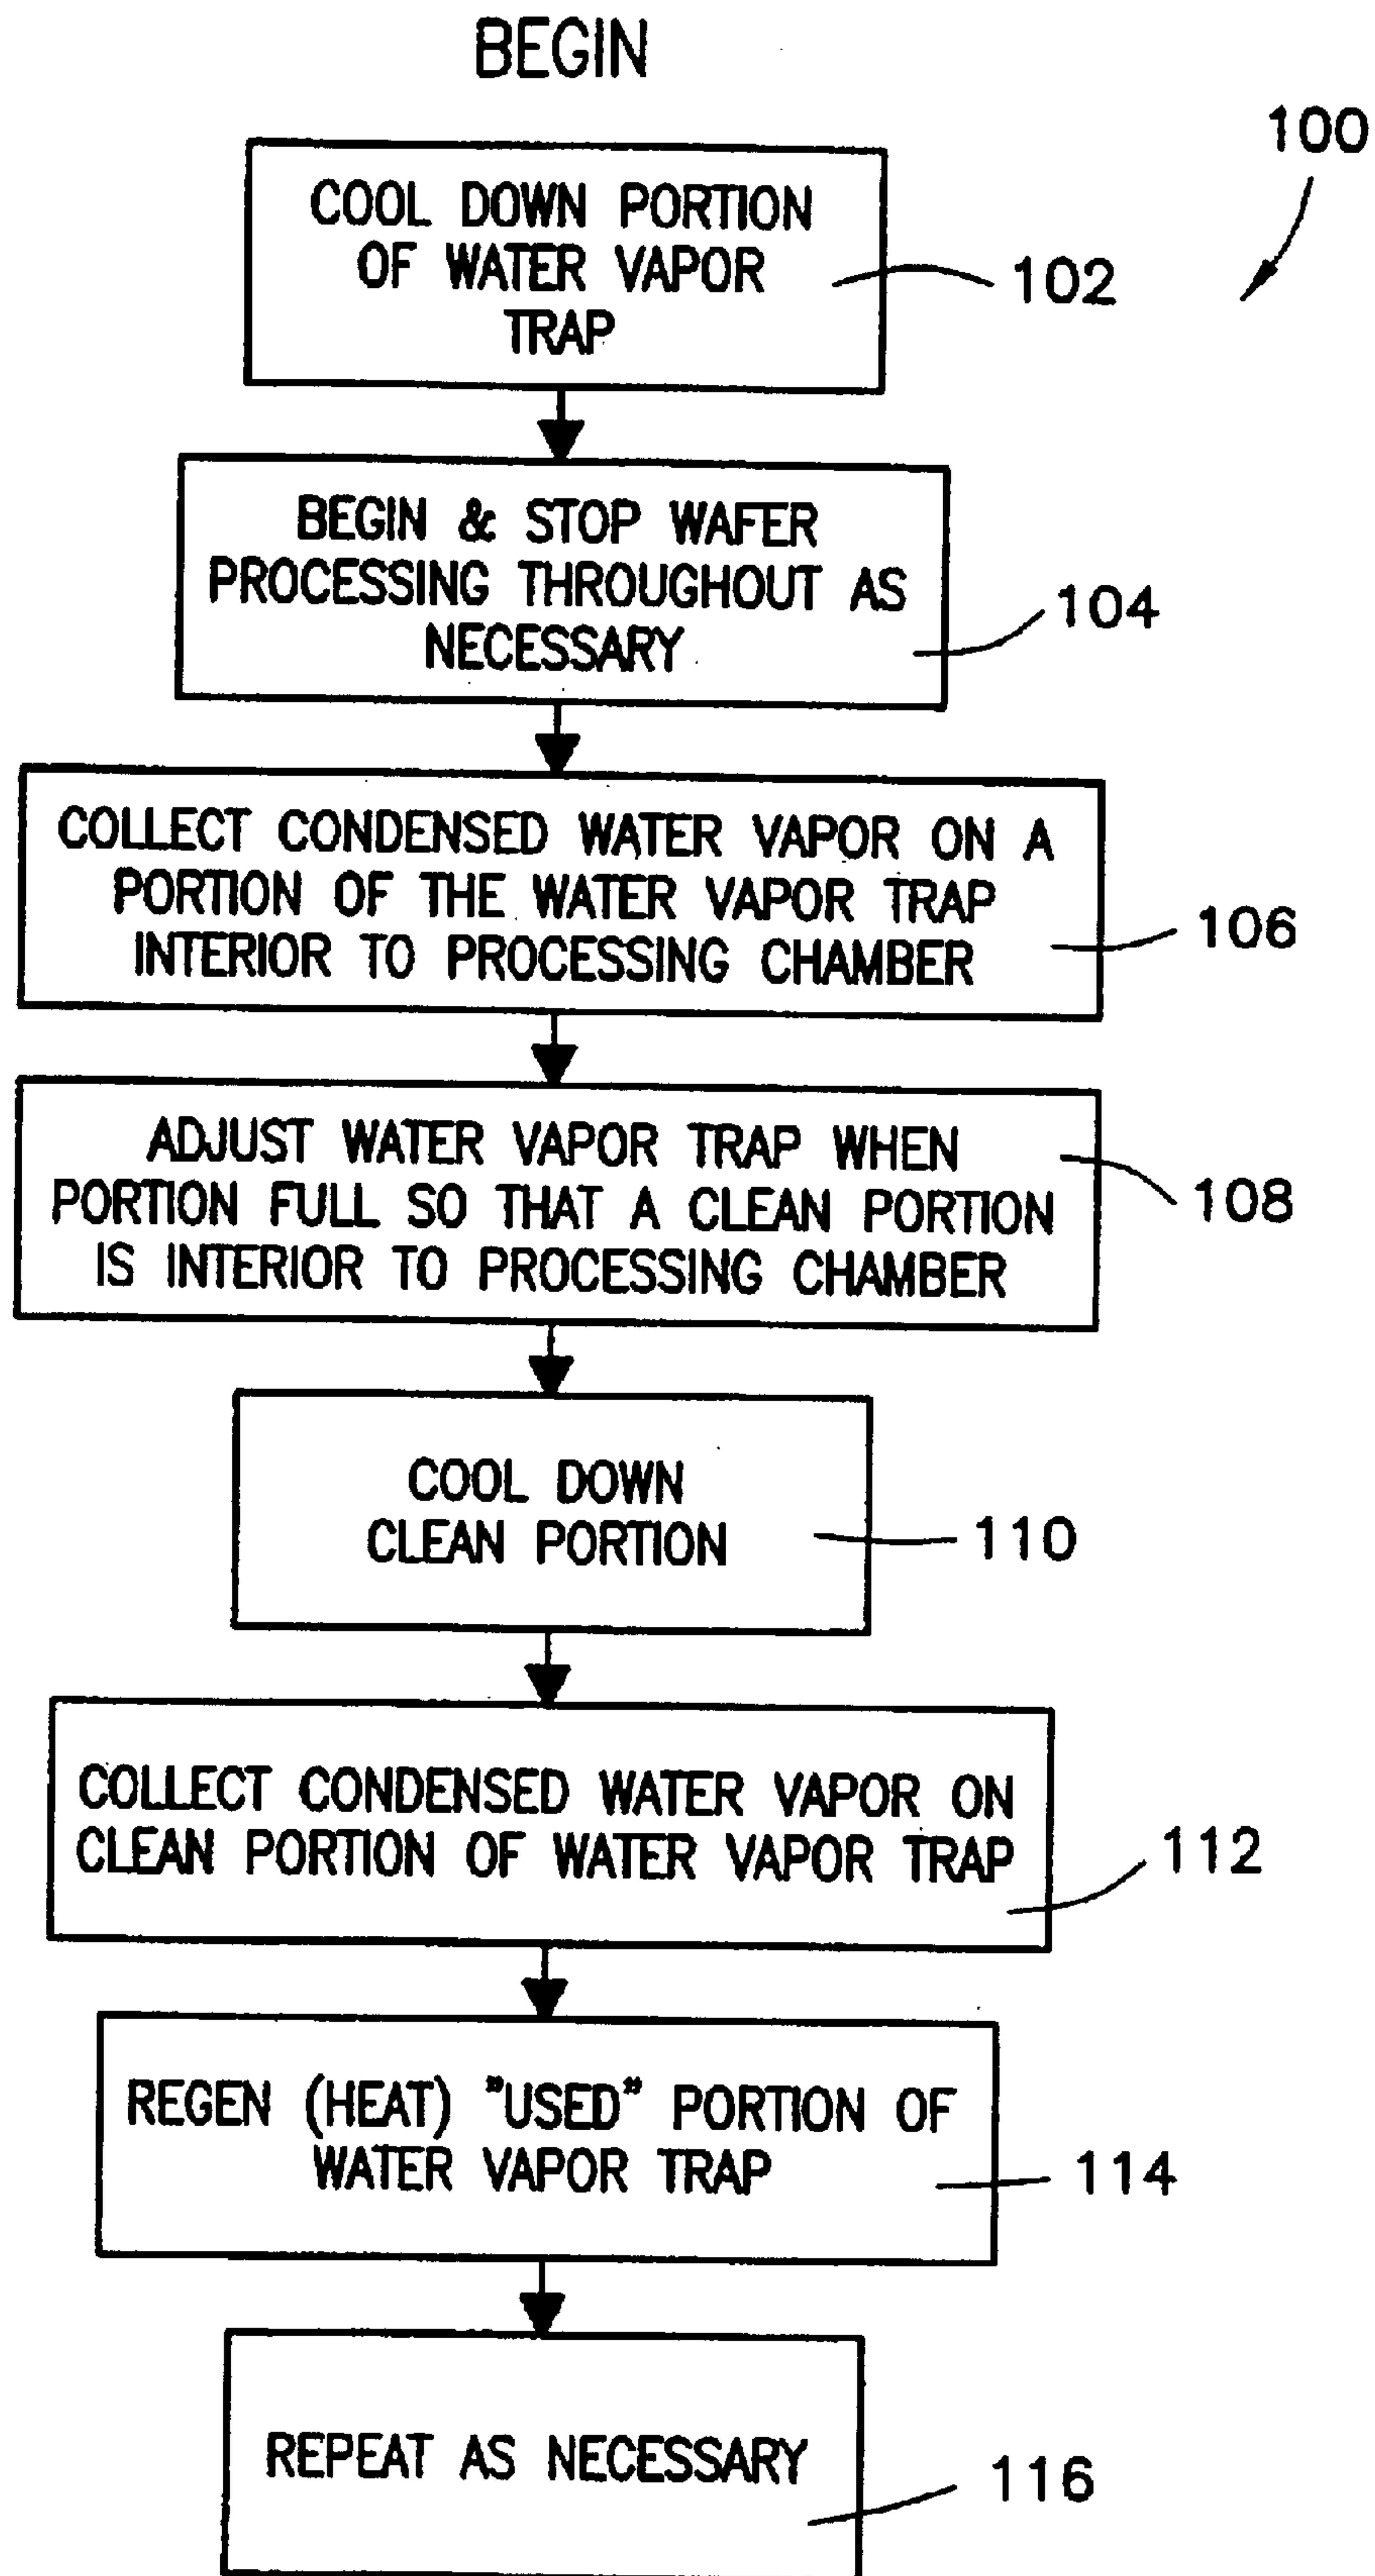 BEGIN
100
COOL DOWN PORTION
OF WATER VAPOR
TRAP
102
BEGIN & STOP WAFER
PROCESSING THROUGHOUT AS
NECESSARY
104
COLLECT CONDENSED WATER VAPOR ON A
PORTION OF THE WATER VAPOR TRAP
INTERIOR TO PROCESSING CHAMBER
106
ADJUST WATER VAPOR TRAP WHEN
PORTION FULL SO THAT A CLEAN PORTION
IS INTERIOR TO PROCESSING CHAMBER
108
COOL DOWN
CLEAN PORTION
110
COLLECT CONDENSED WATER VAPOR ON
CLEAN PORTION OF WATER VAPOR TRAP
112
REGEN (HEAT) "USED" PORTION OF
WATER VAPOR TRAP
114
REPEAT AS NECESSARY
116